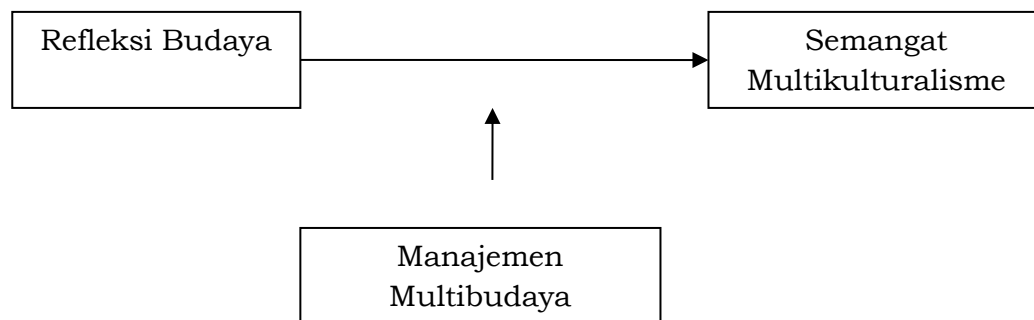 Refleksi Budaya
Semangat
Multikulturalisme
Manajemen
Multibudaya